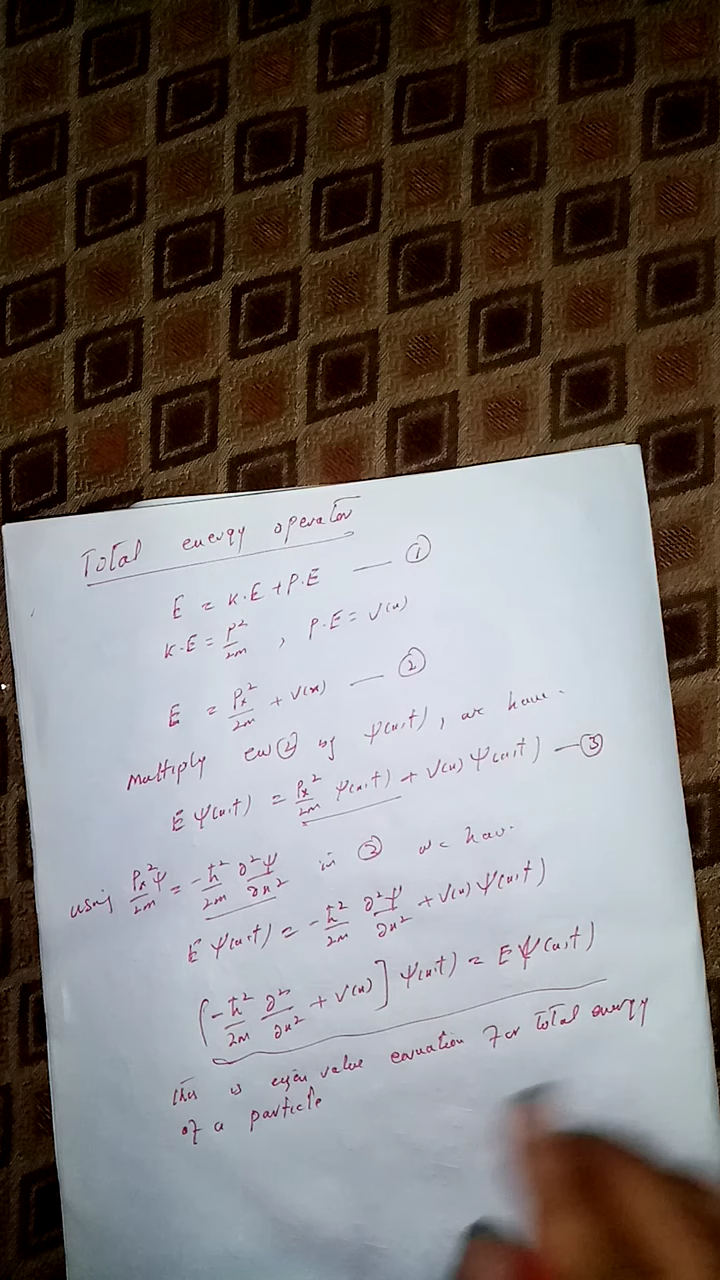 Total energy operator
E = K.E + P.E — ①
K.E = P²/2m , P.E = V(x)
E = Px²/2m + V(x) — ②
Multiply eq ② by ψ(x,t), we have.
E ψ(x,t) = Px²/2m ψ(x,t) + V(x) ψ(x,t) — ③
using Px²/2m ψ = -ħ²/2m ∂²ψ/∂x² in ② we hav.
E ψ(x,t) = -ħ²/2m ∂²ψ/∂x² + V(x) ψ(x,t)
[-ħ²/2m ∂²/∂x² + V(x)] ψ(x,t) = E ψ(x,t)
this is eigen value equation for total energy
of a particle